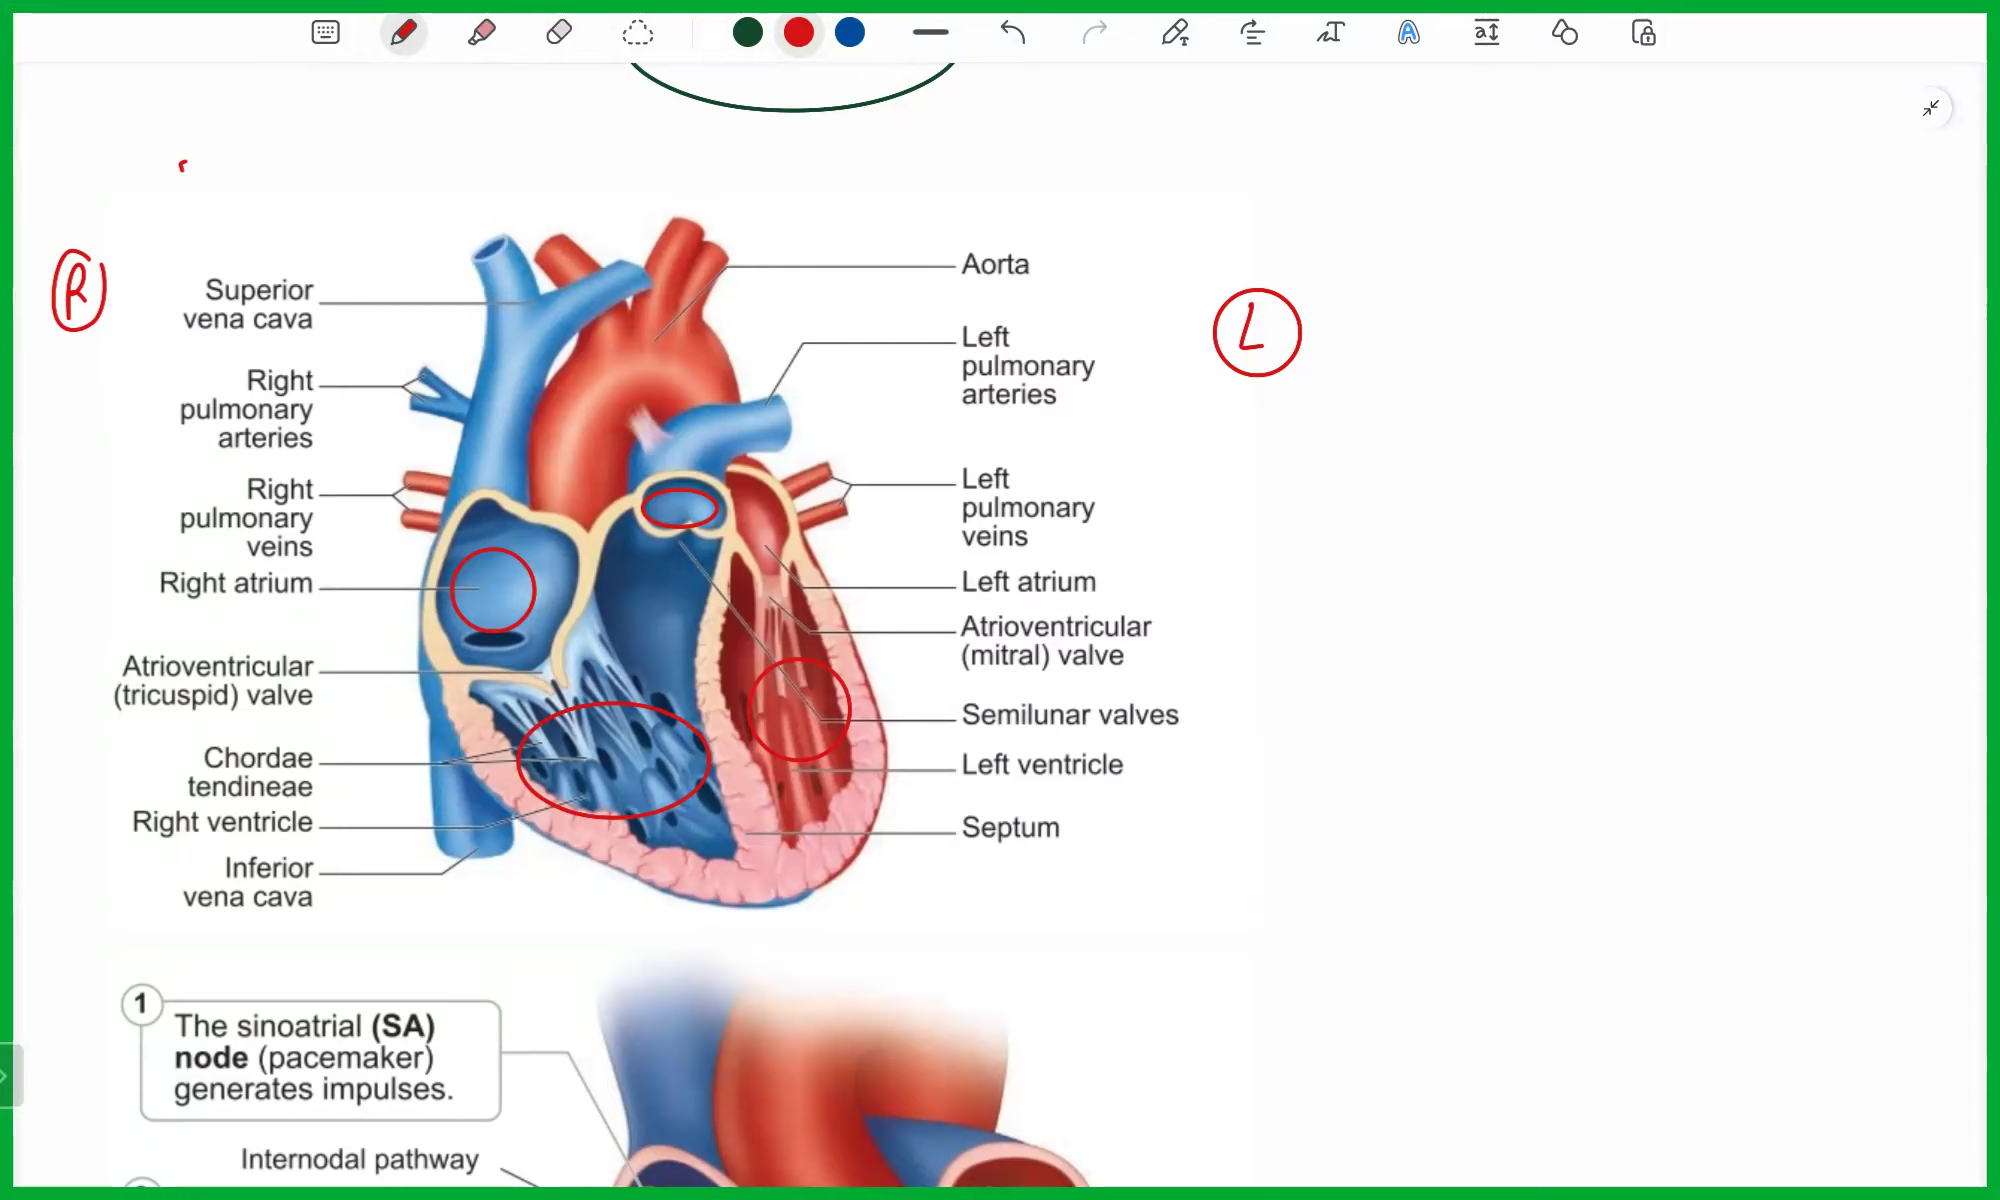 R
Superior
vena cava
Right
pulmonary
arteries
Right
pulmonary
veins
Right atrium
Atrioventricular
(tricuspid) valve
Chordae
tendineae
Right ventricle
Inferior
vena cava
Aorta
Left
pulmonary
arteries
L
Left
pulmonary
veins
Left atrium
Atrioventricular
(mitral) valve
Semilunar valves
Left ventricle
Septum
1
The sinoatrial (SA)
node (pacemaker)
generates impulses.
Internodal pathway